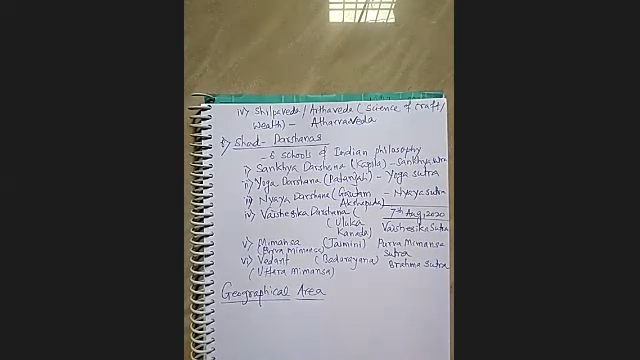 iv) Shilpaveda / Arthaveda (Science of craft/
wealth) - Atharvaveda
Shad-Darshanas
- 6 schools of Indian philosophy
i) Sankhya Darshana (Kapila) - Sankhya sutra
ii) Yoga Darshana (Patanjali) - Yoga sutra
iii) Nyaya Darshana (Gautam - Nyaya sutra
Akshapada)
iv) Vaisheshika Darshana (
7th Aug, 2020
(Uluka Vaisheshika Sutra
Kanada)
v) Mimansa (Jaimini) Purva Mimansa
(Purva mimansa) sutra
vi) Vedant (Badarayana) Brahma Sutra
(Uttara Mimansa)
Geographical Area